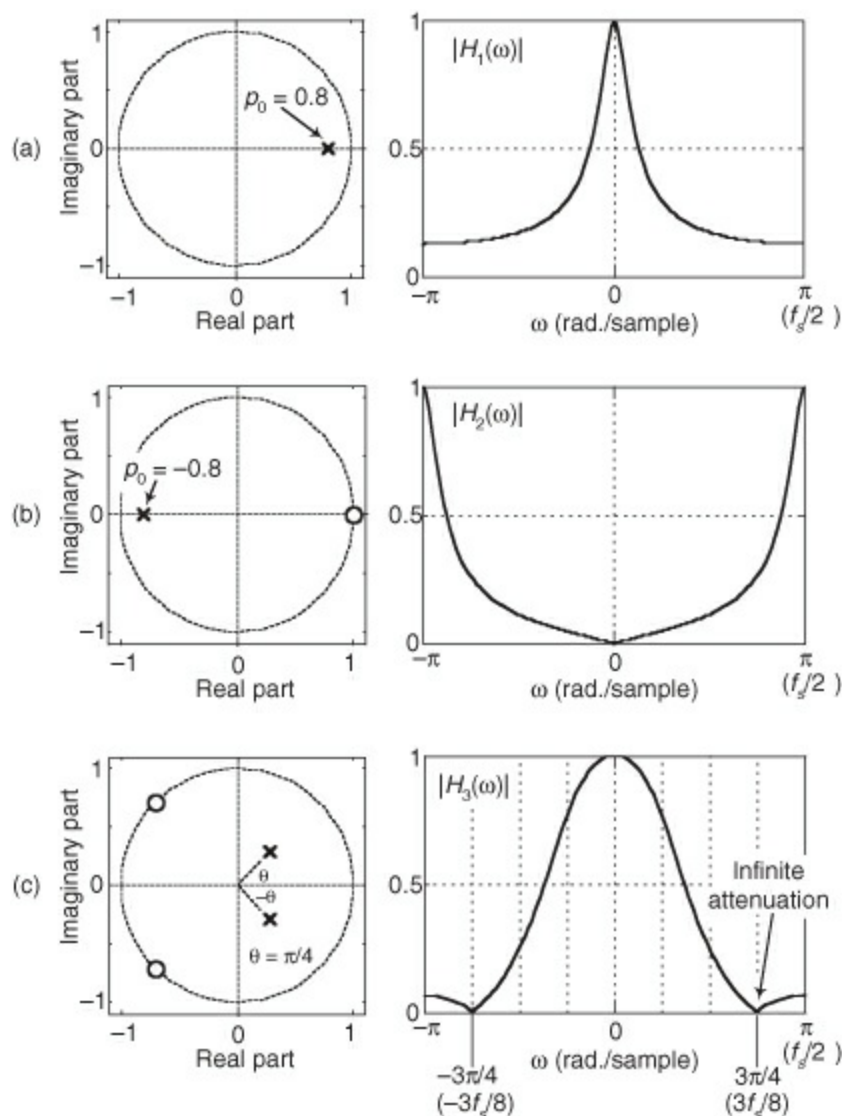 (a)
Imaginary part
1
0
−1
p₀ = 0.8
−1
0
1
Real part
|H₁(ω)|
1
0.5
0
−π
0
π
ω (rad./sample)
(fₛ/2)
(b)
Imaginary part
1
0
−1
p₀ = −0.8
−1
0
1
Real part
|H₂(ω)|
1
0.5
0
−π
0
π
ω (rad./sample)
(fₛ/2)
(c)
Imaginary part
1
0
−1
θ
−θ
θ = π/4
−1
0
1
Real part
|H₃(ω)|
1
0.5
0
Infinite
attenuation
−π
0
π
ω (rad./sample)
(fₛ/2)
−3π/4
(−3fₛ/8)
3π/4
(3fₛ/8)